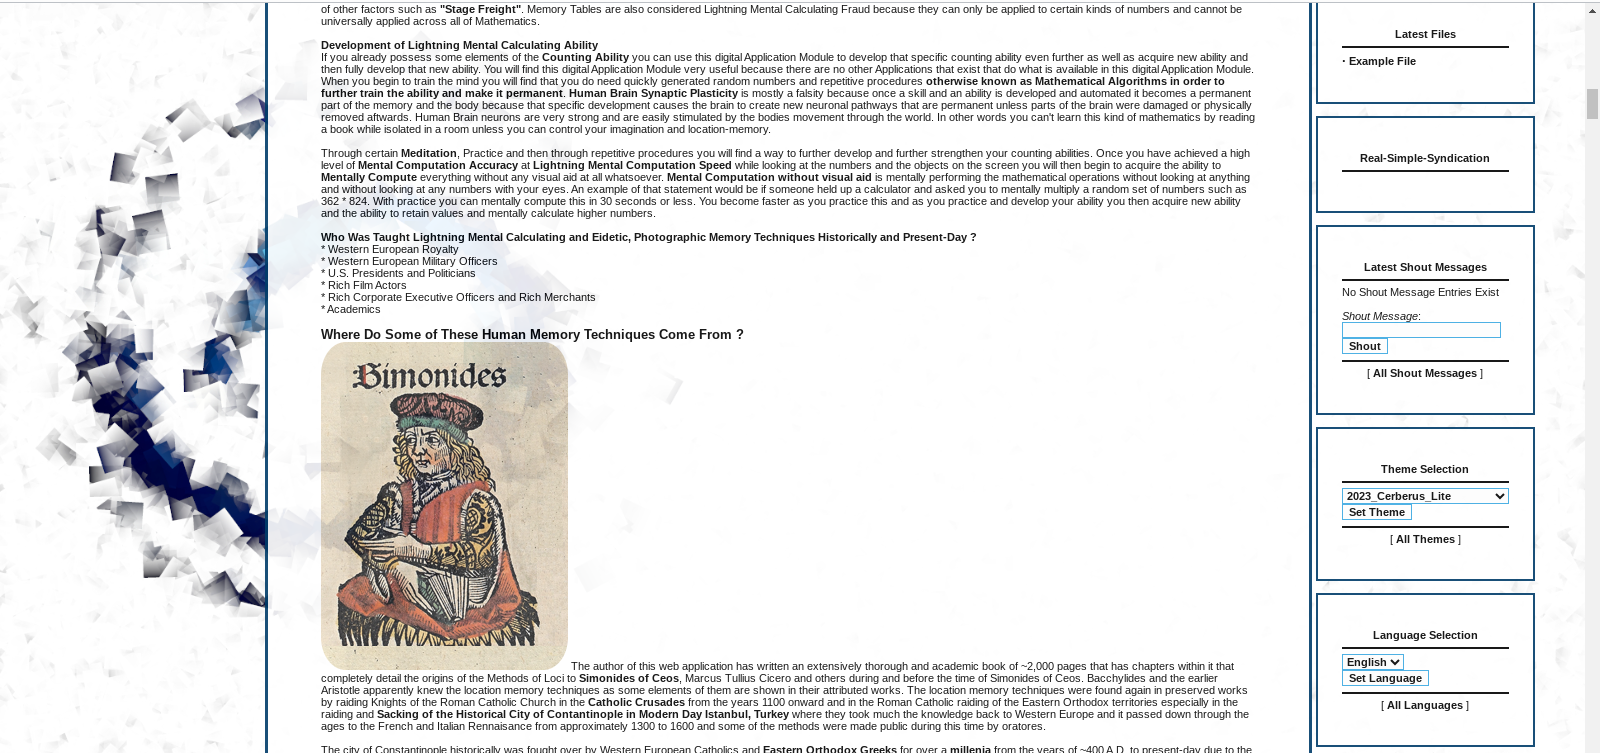 of other factors such as "Stage Freight". Memory Tables are also considered Lightning Mental Calculating Fraud because they can only be applied to certain kinds of numbers and cannot be
universally applied across all of Mathematics.
Development of Lightning Mental Calculating Ability
If you already possess some elements of the Counting Ability you can use this digital Application Module to develop that specific counting ability even further as well as acquire new ability and
then fully develop that new ability. You will find this digital Application Module very useful because there are no other Applications that exist that do what is available in this digital Application Module.
When you begin to train the mind you will find that you do need quickly generated random numbers and repetitive procedures otherwise known as Mathematical Algorithms in order to
further train the ability and make it permanent. Human Brain Synaptic Plasticity is mostly a falsity because once a skill and an ability is developed and automated it becomes a permanent
part of the memory and the body because that specific development causes the brain to create new neuronal pathways that are permanent unless parts of the brain were damaged or physically
removed aftwards. Human Brain neurons are very strong and are easily stimulated by the bodies movement through the world. In other words you can't learn this kind of mathematics by reading
a book while isolated in a room unless you can control your imagination and location-memory.
Through certain Meditation, Practice and then through repetitive procedures you will find a way to further develop and further strengthen your counting abilities. Once you have achieved a high
level of Mental Computation Accuracy at Lightning Mental Computation Speed while looking at the numbers and the objects on the screen you will then begin to acquire the ability to
Mentally Compute everything without any visual aid at all whatsoever. Mental Computation without visual aid is mentally performing the mathematical operations without looking at anything
and without looking at any numbers with your eyes. An example of that statement would be if someone held up a calculator and asked you to mentally multiply a random set of numbers such as
362 * 824. With practice you can mentally compute this in 30 seconds or less. You become faster as you practice this and as you practice and develop your ability you then acquire new ability
and the ability to retain values and mentally calculate higher numbers.
Who Was Taught Lightning Mental Calculating and Eidetic, Photographic Memory Techniques Historically and Present-Day ?
* Western European Royalty
* Western European Military Officers
* U.S. Presidents and Politicians
* Rich Film Actors
* Rich Corporate Executive Officers and Rich Merchants
* Academics
Where Do Some of These Human Memory Techniques Come From ?
Simonides
The author of this web application has written an extensively thorough and academic book of ~2,000 pages that has chapters within it that
completely detail the origins of the Methods of Loci to Simonides of Ceos, Marcus Tullius Cicero and others during and before the time of Simonides of Ceos. Bacchylides and the earlier
Aristotle apparently knew the location memory techniques as some elements of them are shown in their attributed works. The location memory techniques were found again in preserved works
by raiding Knights of the Roman Catholic Church in the Catholic Crusades from the years 1100 onward and in the Roman Catholic raiding of the Eastern Orthodox territories especially in the
raiding and Sacking of the Historical City of Contantinople in Modern Day Istanbul, Turkey where they took much the knowledge back to Western Europe and it passed down through the
ages to the French and Italian Rennaisance from approximately 1300 to 1600 and some of the methods were made public during this time by oratores.
The city of Constantinople historically was fought over by Western European Catholics and Eastern Orthodox Greeks for over a millenia from the years of ~400 A.D. to present-day due to the
Latest Files
· Example File
Real-Simple-Syndication
Latest Shout Messages
No Shout Message Entries Exist
Shout Message:
Shout
[ All Shout Messages ]
Theme Selection
2023_Cerberus_Lite
Set Theme
[ All Themes ]
Language Selection
English
Set Language
[ All Languages ]